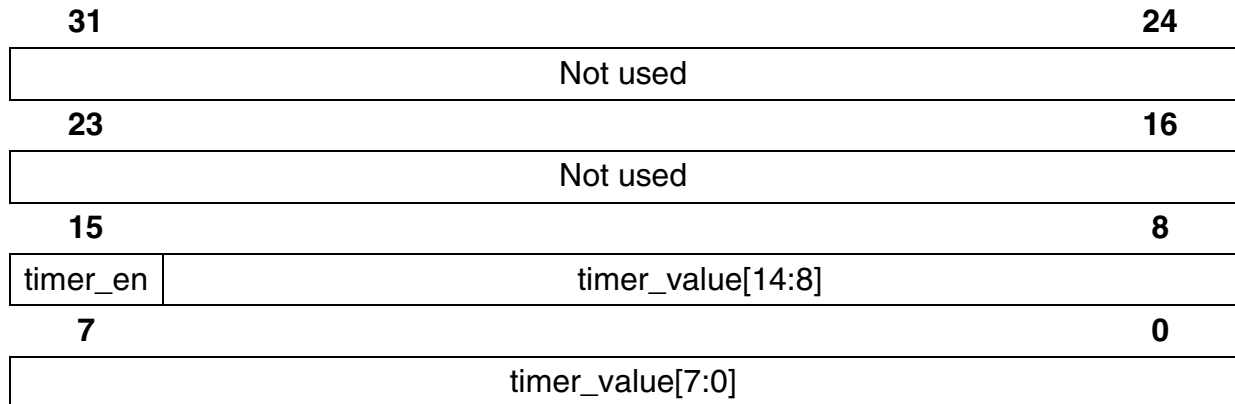 31 24
Not used
23 16
Not used
15 8
timer_en timer_value[14:8]
7 0
timer_value[7:0]